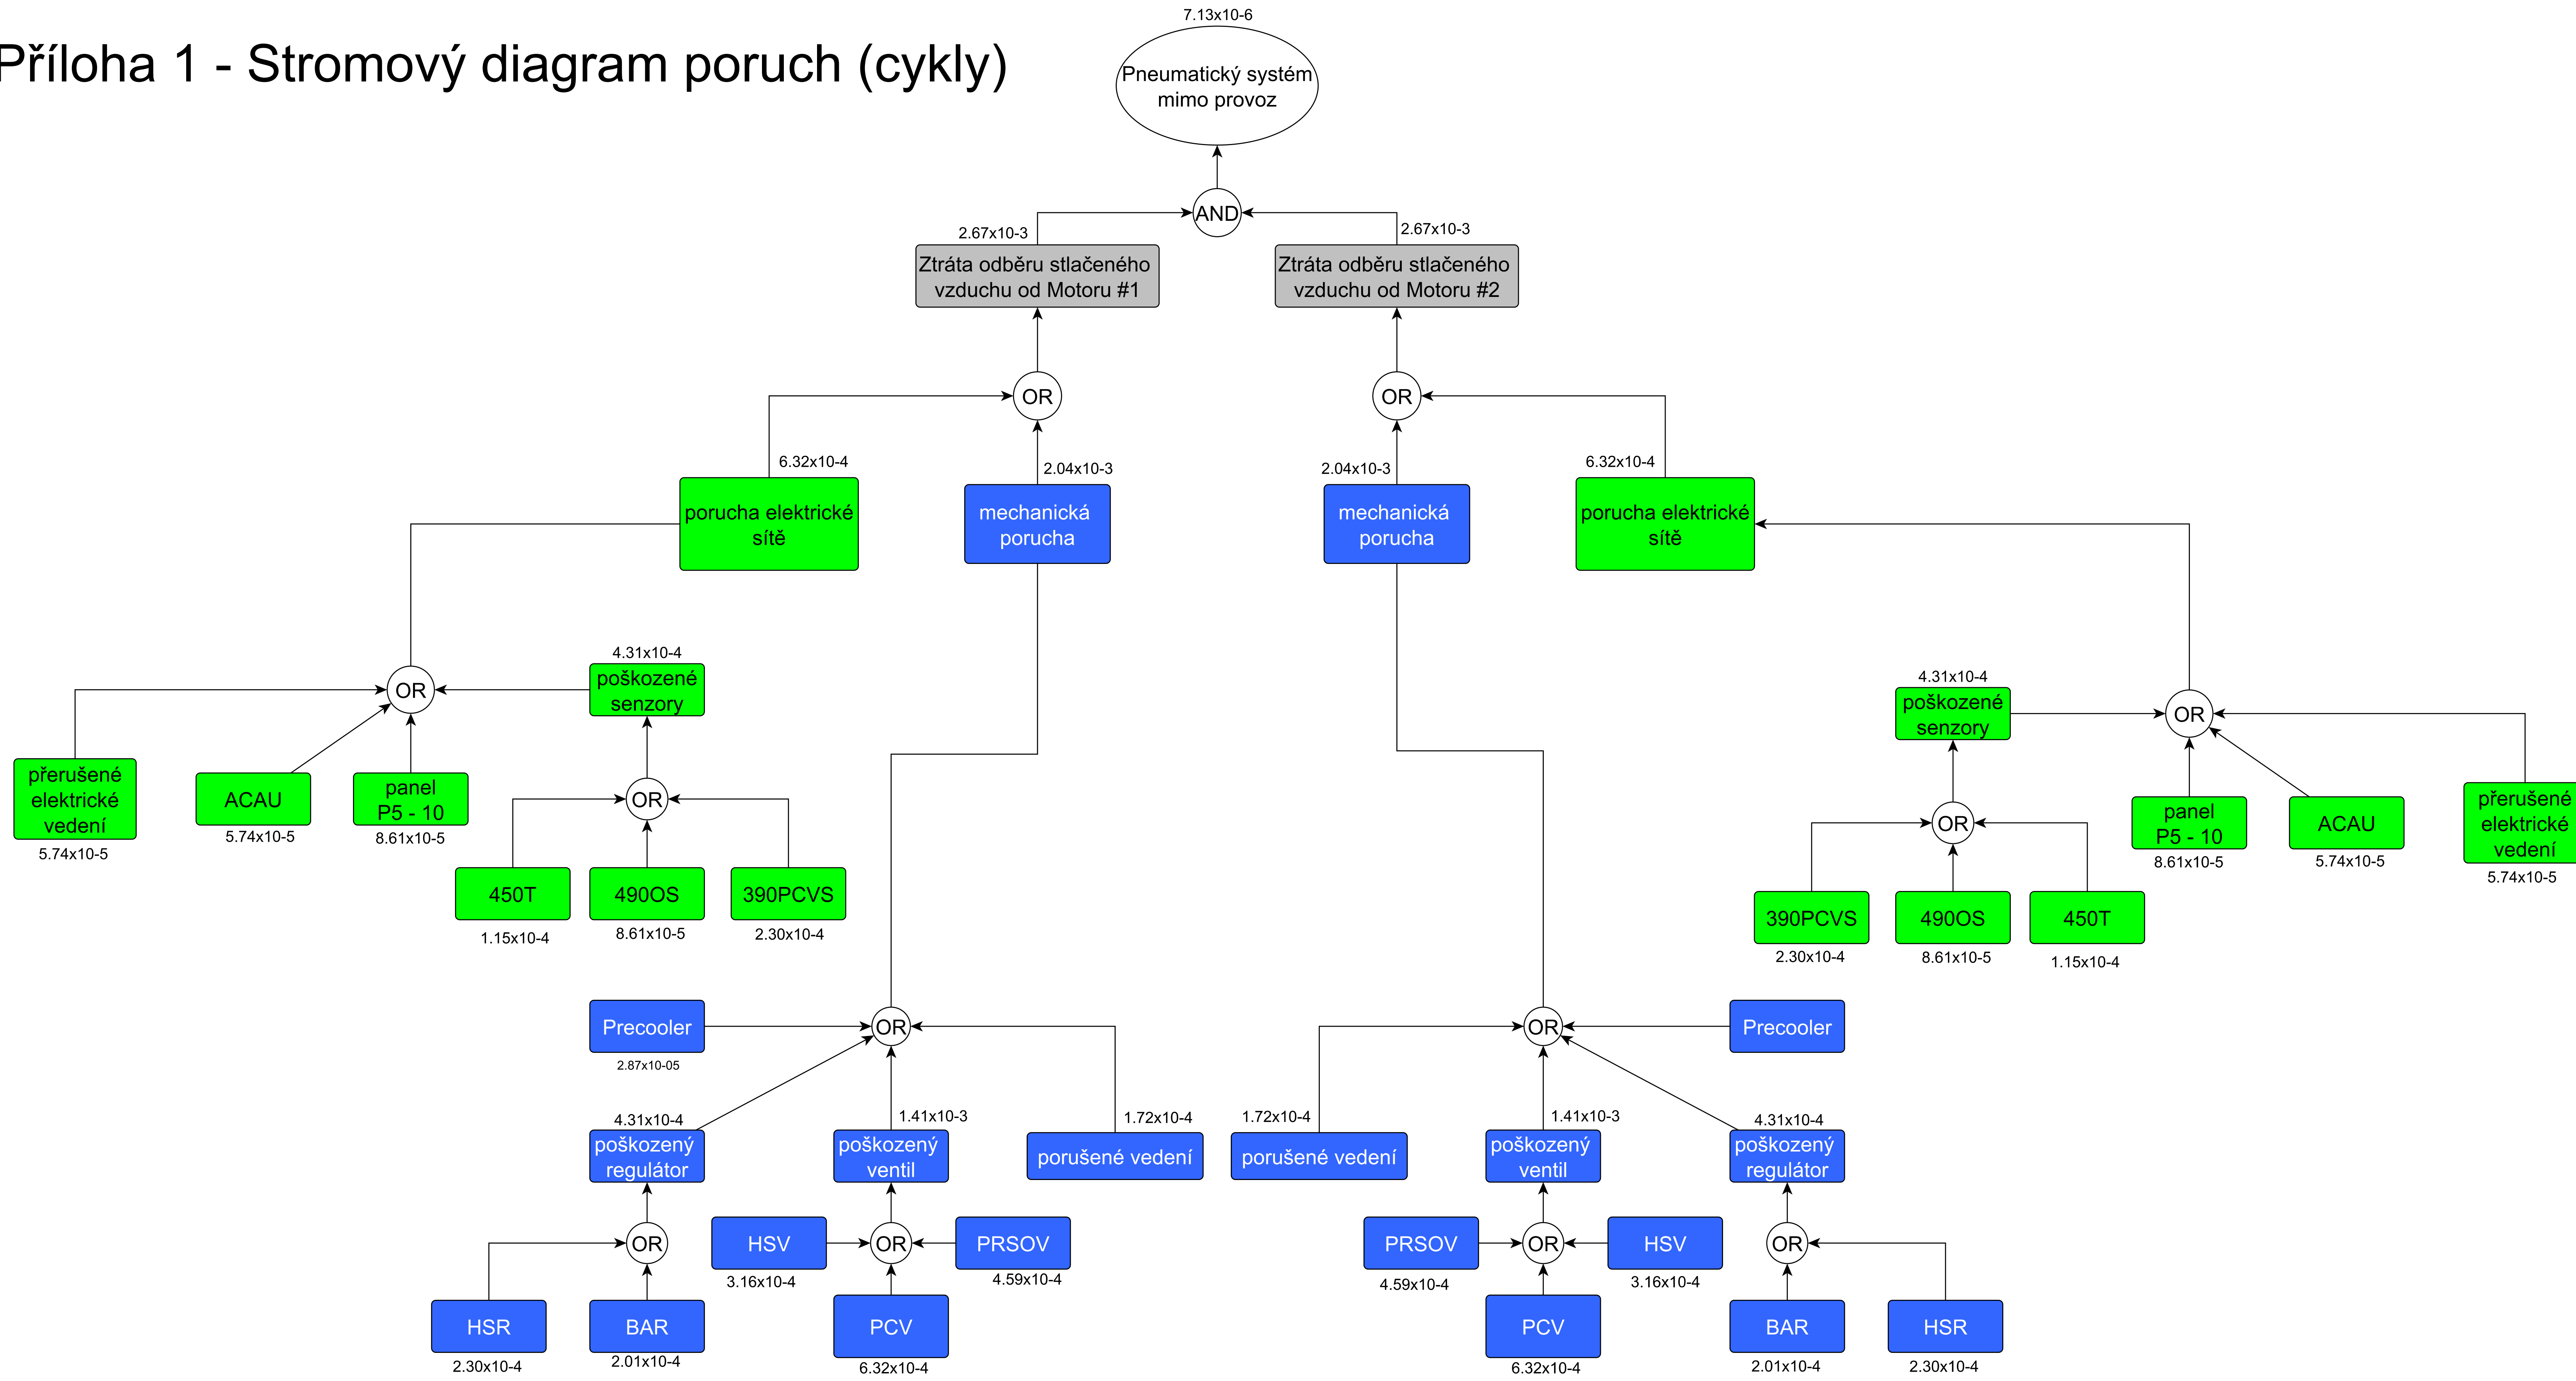 7.13x10-6
Příloha 1 - Stromový diagram poruch (cykly)
Pneumatický systém
mimo provoz
AND
2.67x10-3
2.67x10-3
Ztráta odběru stlačeného
vzduchu od Motoru #1
Ztráta odběru stlačeného
vzduchu od Motoru #2
OR
OR
6.32x10-4
2.04x10-3
2.04x10-3
6.32x10-4
porucha elektrické
sítě
mechanická
porucha
mechanická
porucha
porucha elektrické
sítě
4.31x10-4
poškozené
senzory
OR
4.31x10-4
poškozené
senzory
OR
přerušené
elektrické
vedení
5.74x10-5
ACAU
5.74x10-5
panel
P5 - 10
8.61x10-5
OR
OR
panel
P5 - 10
8.61x10-5
ACAU
5.74x10-5
přerušené
elektrické
vedení
5.74x10-5
450T
1.15x10-4
490OS
8.61x10-5
390PCVS
2.30x10-4
390PCVS
2.30x10-4
490OS
8.61x10-5
450T
1.15x10-4
Precooler
2.87x10-05
OR
OR
Precooler
4.31x10-4
poškozený
regulátor
1.41x10-3
poškozený
ventil
1.72x10-4
porušené vedení
1.72x10-4
porušené vedení
1.41x10-3
poškozený
ventil
4.31x10-4
poškozený
regulátor
OR
HSV
3.16x10-4
OR
PRSOV
4.59x10-4
PRSOV
4.59x10-4
OR
HSV
3.16x10-4
OR
HSR
2.30x10-4
BAR
2.01x10-4
PCV
6.32x10-4
PCV
6.32x10-4
BAR
2.01x10-4
HSR
2.30x10-4